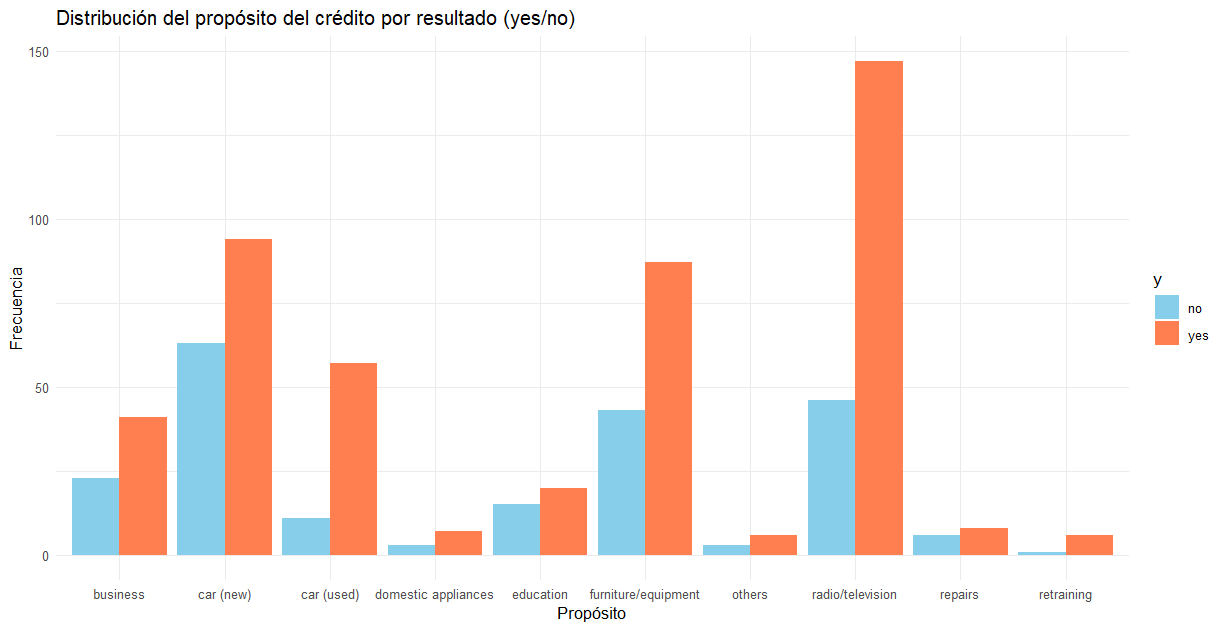 Distribución del propósito del crédito por resultado (yes/no)
150
100
50
0
Frecuencia
business
car (new)
car (used)
domestic appliances
education
furniture/equipment
others
radio/television
repairs
retraining
Propósito
y
no
yes